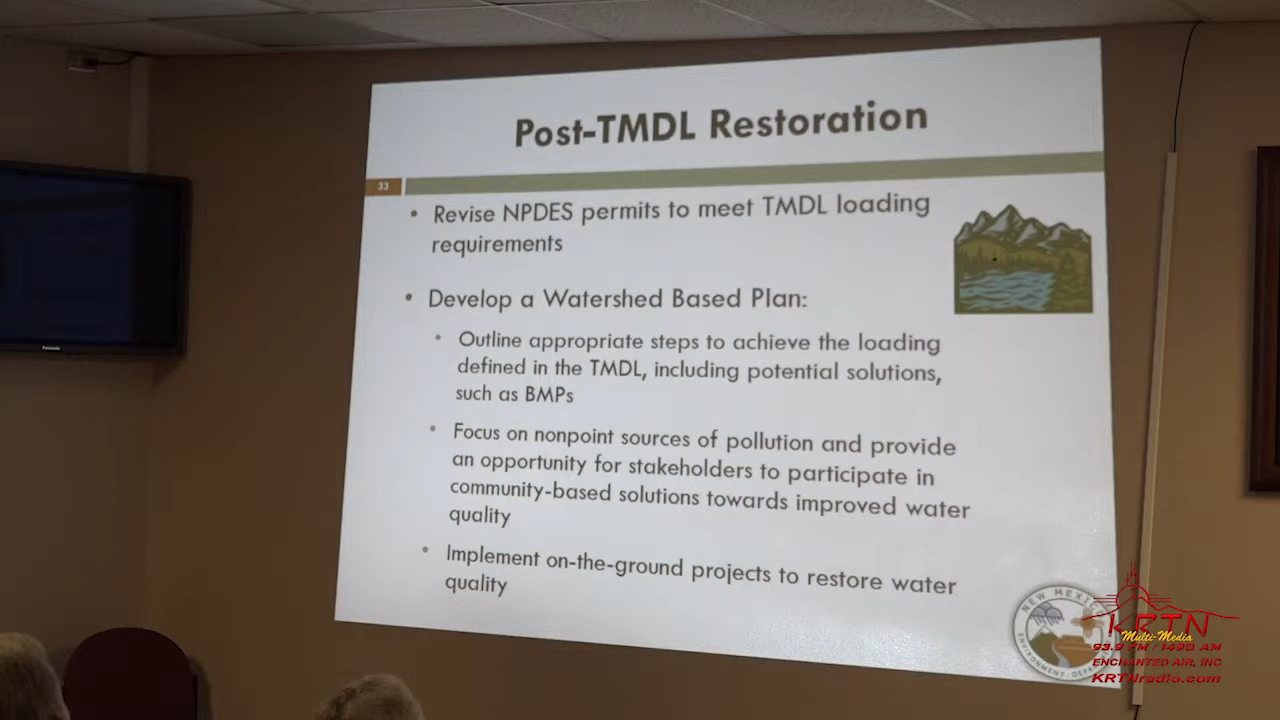 Post-TMDL Restoration
33
• Revise NPDES permits to meet TMDL loading
requirements
• Develop a Watershed Based Plan:
• Outline appropriate steps to achieve the loading
defined in the TMDL, including potential solutions,
such as BMPs
• Focus on nonpoint sources of pollution and provide
an opportunity for stakeholders to participate in
community-based solutions towards improved water
quality
• Implement on-the-ground projects to restore water
quality
NEW MEXICO
ENVIRONMENT
KRTN
Multi-Media
93.9 FM / 1490 AM
ENCHANTED AIR, INC
KRTNradio.com
Panasonic